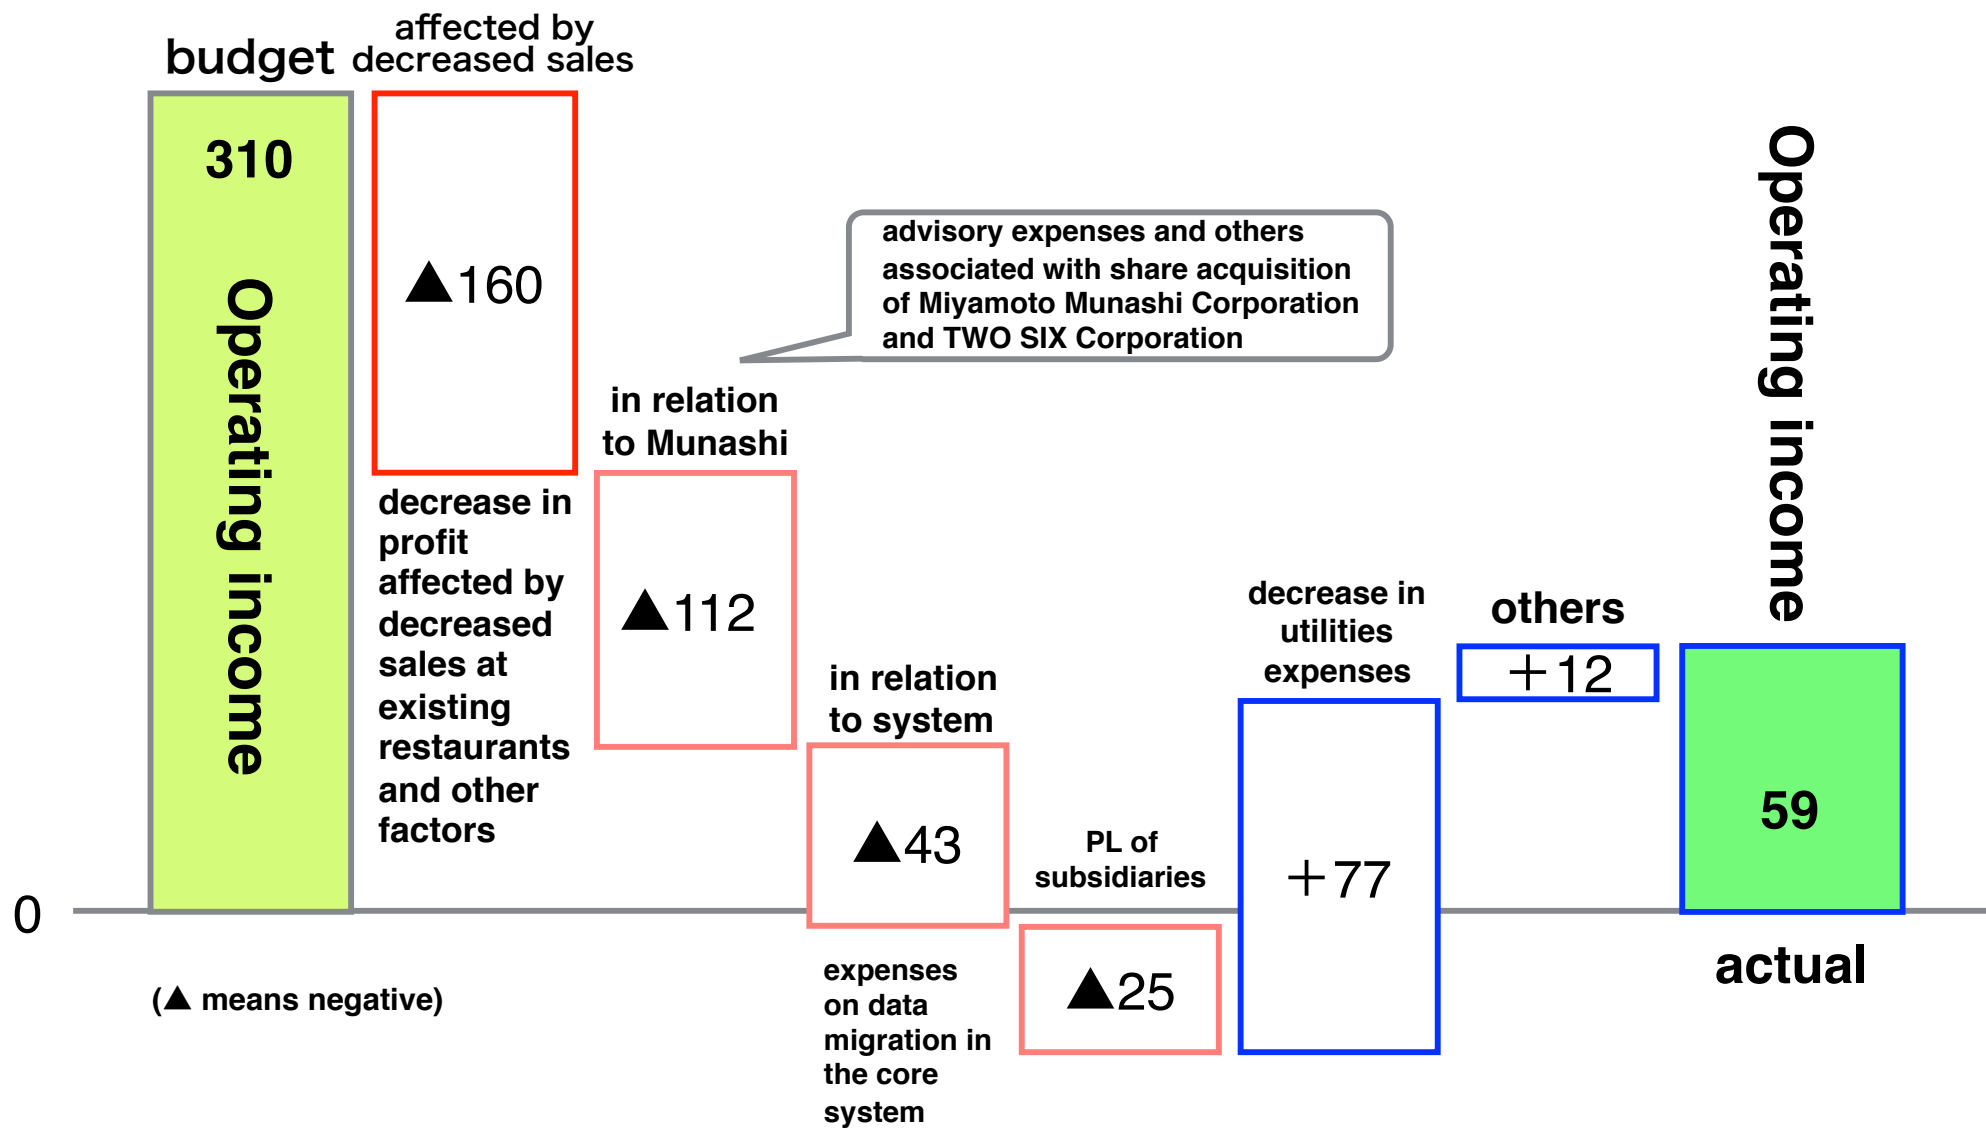 budget
310
Operating income
affected by
decreased sales
▲160
decrease in
profit
affected by
decreased
sales at
existing
restaurants
and other
factors
advisory expenses and others
associated with share acquisition
of Miyamoto Munashi Corporation
and TWO SIX Corporation
in relation
to Munashi
▲112
in relation
to system
▲43
expenses
on data
migration in
the core
system
PL of
subsidiaries
▲25
decrease in
utilities
expenses
+77
others
+12
Operating income
59
actual
0
(▲ means negative)